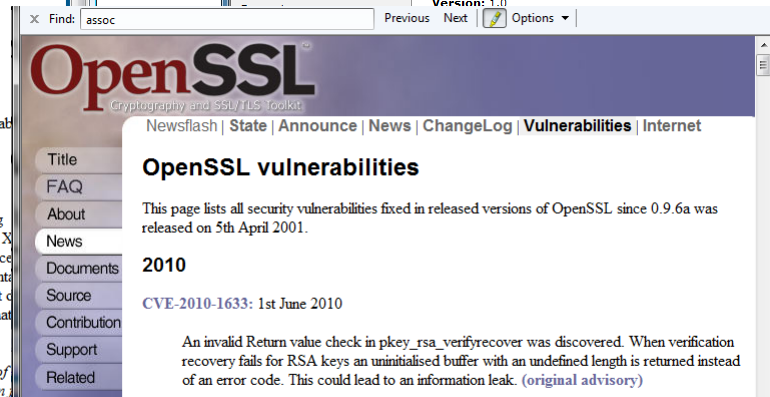 Version: 1.0
x Find: assoc Previous Next Options
OpenSSL
Cryptography and SSL/TLS Toolkit
Newsflash | State | Announce | News | ChangeLog | Vulnerabilities | Internet
Title
FAQ
About
News
Documents
Source
Contribution
Support
Related
OpenSSL vulnerabilities
This page lists all security vulnerabilities fixed in released versions of OpenSSL since 0.9.6a was
released on 5th April 2001.
2010
CVE-2010-1633: 1st June 2010
An invalid Return value check in pkey_rsa_verifyrecover was discovered. When verification
recovery fails for RSA keys an uninitialised buffer with an undefined length is returned instead
of an error code. This could lead to an information leak. (original advisory)